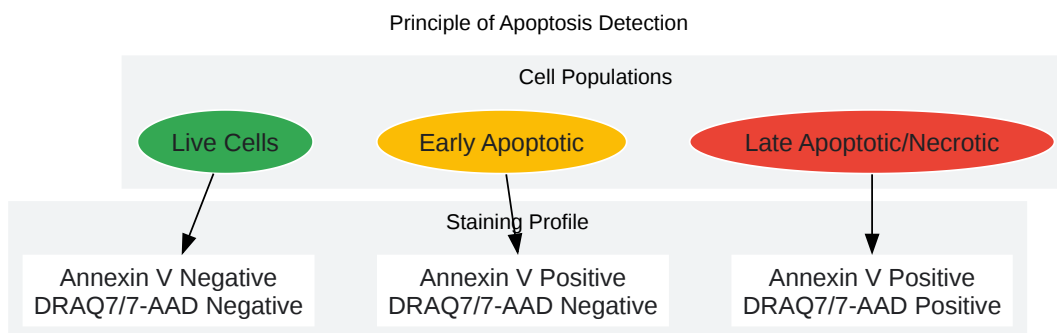 Principle of Apoptosis Detection
Cell Populations
Live Cells
Early Apoptotic
Late Apoptotic/Necrotic
Staining Profile
Annexin V Negative
DRAQ7/7-AAD Negative
Annexin V Positive
DRAQ7/7-AAD Negative
Annexin V Positive
DRAQ7/7-AAD Positive